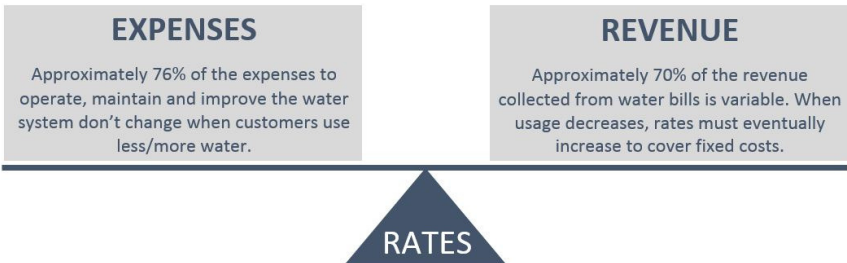 EXPENSES
Approximately 76% of the expenses to
operate, maintain and improve the water
system don’t change when customers use
less/more water.
REVENUE
Approximately 70% of the revenue
collected from water bills is variable. When
usage decreases, rates must eventually
increase to cover fixed costs.
RATES